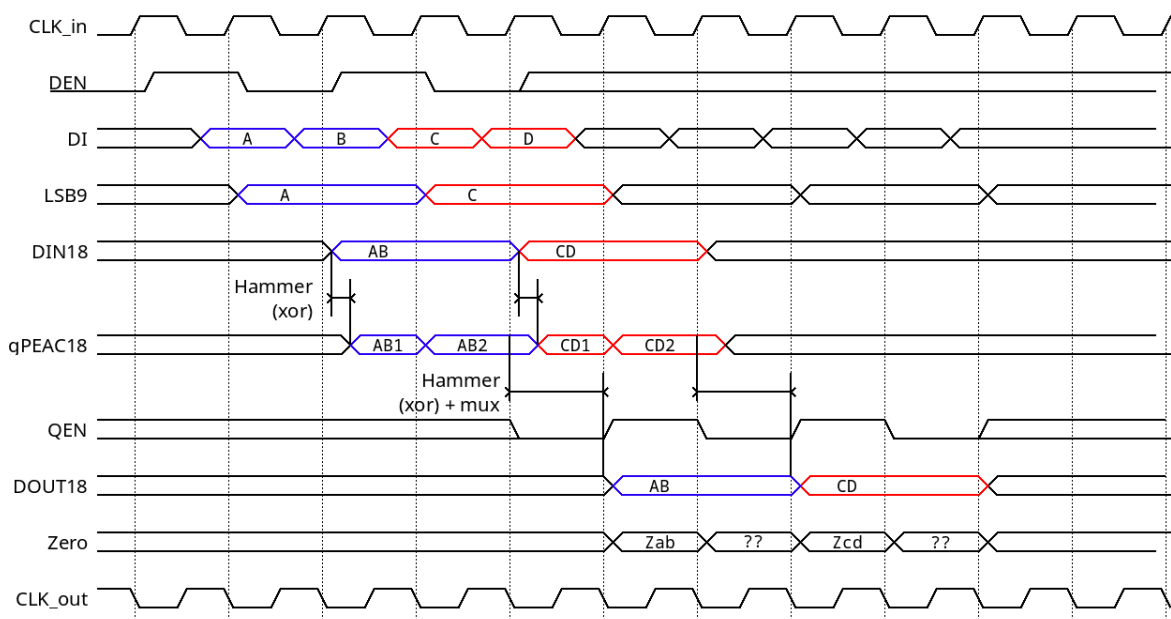 CLK_in
DEN
DI A B C D
LSB9 A C
DIN18 AB CD
Hammer
(xor)
qPEAC18 AB1 AB2 CD1 CD2
Hammer
(xor) + mux
QEN
DOUT18 AB CD
Zero Zab ?? Zcd ??
CLK_out